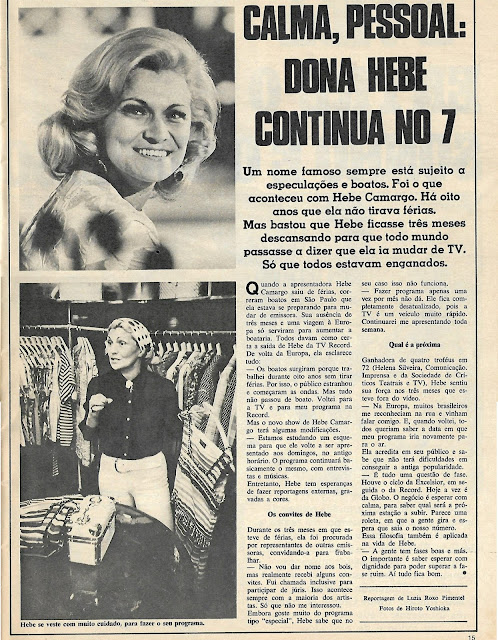 CALMA, PESSOAL:
DONA HEBE
CONTINUA NO 7
Um nome famoso sempre está sujeito a
especulações e boatos. Foi o que
aconteceu com Hebe Camargo. Há oito
anos que ela não tirava férias.
Mas bastou que Hebe ficasse três meses
descansando para que todo mundo
passasse a dizer que ela ia mudar de TV.
Só que todos estavam enganados.
Quando a apresentadora Hebe
Camargo saiu de férias, cor-
reram boatos em São Paulo que
ela estava se preparando para mu-
dar de emissora. Sua ausência de
três meses e uma viagem à Euro-
pa só serviram para aumentar a
boataria. Todos davam como cer-
ta a saída de Hebe da TV Record.
De volta da Europa, ela esclarece
tudo:
— Os boatos surgiram porque tra-
balhei durante oito anos sem tirar
férias. Por isso, o público estranhou
e começaram as ondas. Mas tudo
não passou de boato. Voltei para
a TV e para meu programa na
Record.
Mas o novo show de Hebe Camar-
go terá algumas modificações.
— Estamos estudando um esque-
ma para que ele volte a ser apre-
sentado aos domingos, no antigo
horário. O programa continuará ba-
sicamente o mesmo, com entrevis-
tas e músicas.
Entretanto, Hebe tem esperanças
de fazer reportagens externas, gra-
vadas a cores.
Os convites de Hebe
Durante os três meses em que es-
teve de férias, ela foi procurada
por representantes de outras emis-
soras, convidando-a para traba-
lhar.
— Não vou dar nome aos bois,
mas realmente recebi alguns con-
vites. Fui chamada inclusive para
participar de júris. Isso acontece
sempre com a maioria dos artis-
tas. Só que não me interessou.
Embora goste muito do programa
tipo "especial", Hebe sabe que no
seu caso isso não funciona.
— Fazer programa apenas uma
vez por mês não dá. Ele fica com-
pletamente desatualizado, pois a
TV é um veículo muito rápido.
Continuarei me apresentando toda
semana.
Qual é a próxima
Ganhadora de quatro troféus em
72 (Helena Silveira, Comunicação,
Imprensa e da Sociedade de Crí-
ticos Teatrais e TV), Hebe sentiu
sua força nos três meses que es-
teve fora do vídeo.
— Na Europa, muitos brasileiros
me reconheciam na rua e vinham
falar comigo. E, quando voltei, to-
dos queriam saber a data em que
meu programa iria novamente pa-
ra o ar.
Ela acredita em seu público e sa-
be que não terá dificuldades em
conseguir a antiga popularidade.
— É tudo uma questão de fase.
Houve o ciclo da Excelsior, em se-
guida o da Record. Hoje a vez é
da Globo. O negócio é esperar com
calma, para saber qual será a pró-
xima estação a subir. Parece uma
roleta, em que a gente gira e espe-
ra que saia o nosso número.
Essa filosofia também é aplicada
na vida de Hebe.
— A gente tem fases boas e más.
O importante é saber esperar com
dignidade para poder superar a fa-
se ruim. Aí tudo fica bom.
Reportagem de Luzia Roxo Pimentel
Fotos de Hiroto Yoshioka
Hebe se veste com muito cuidado, para fazer o seu programa.
15